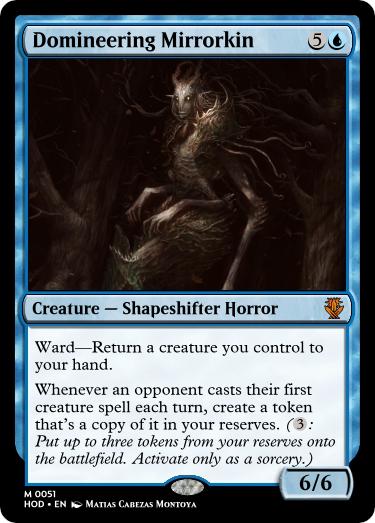 Domineering Mirrorkin 5
Creature — Shapeshifter Horror
Ward—Return a creature you control to
your hand.
Whenever an opponent casts their first
creature spell each turn, create a token
that's a copy of it in your reserves. (3:
Put up to three tokens from your reserves onto
the battlefield. Activate only as a sorcery.)
6/6
M 0051
HOD • EN Matias Cabezas Montoya